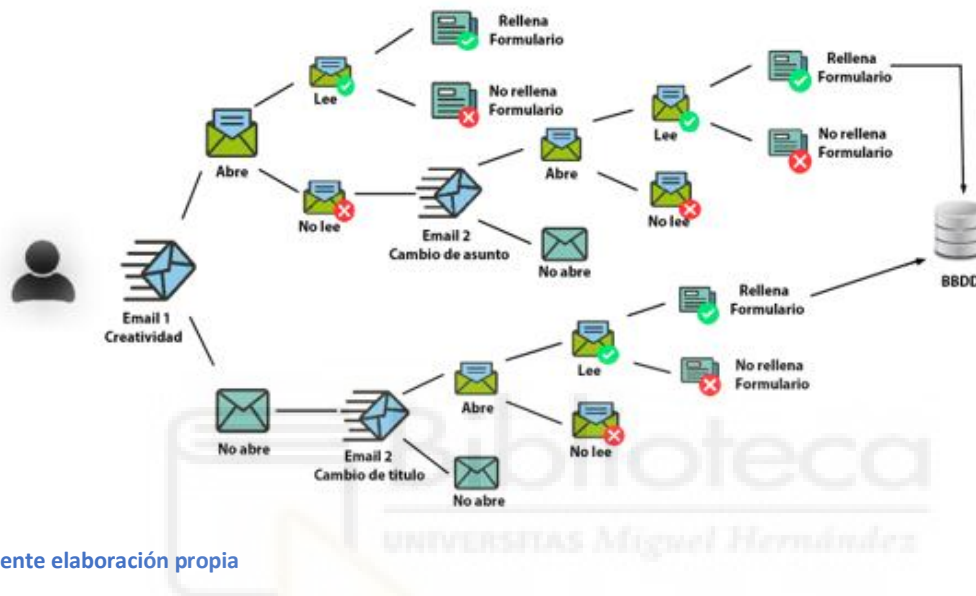 Rellena
Formulario
Lee
No rellena
Formulario
Abre
No lee
Email 2
Cambio de asunto
Abre
No abre
Lee
No lee
Rellena
Formulario
No rellena
Formulario
BBDD
Email 1
Creatividad
No abre
Email 2
Cambio de titulo
Abre
No abre
Lee
No lee
Rellena
Formulario
No rellena
Formulario
Biblioteca
UNIVERSITAS Miguel Hernández
ente elaboración propia